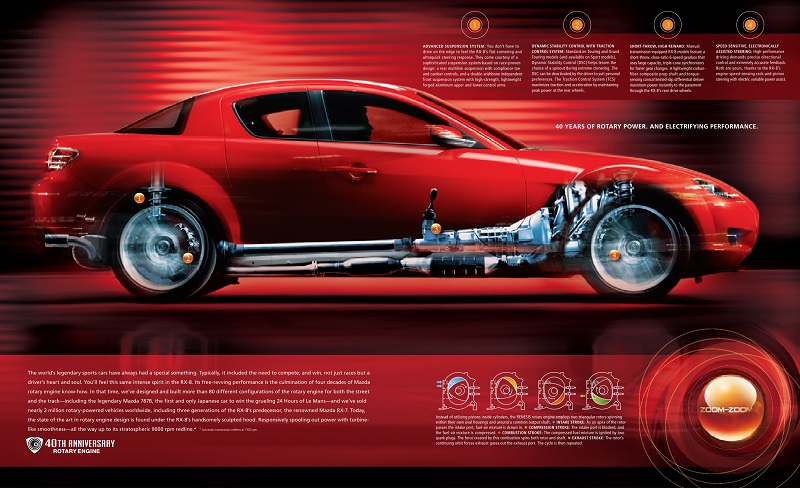 1
2
3
4
ADVANCED SUSPENSION SYSTEM: You don't have to
drive on the edge to feel the RX-8's flat cornering and
ultraquick steering response. They come courtesy of a
sophisticated suspension system based on race-proven
design: a rear multilink suspension with compliance toe
and camber controls, and a double-wishbone independent
front suspension system with high-strength, lightweight
forged aluminum upper and lower control arms.
DYNAMIC STABILITY CONTROL WITH TRACTION
CONTROL SYSTEM: Standard on Touring and Grand
Touring models (and available on Sport models),
Dynamic Stability Control (DSC) helps lessen the
chance of a spinout during extreme cornering. The
DSC can be deactivated by the driver to suit personal
preferences. The Traction Control System (TCS)
maximizes traction and acceleration by maintaining
peak power at the rear wheels.
SHORT-THROW, HIGH REWARD: Manual
transmission equipped RX-8 models feature a
short-throw, close-ratio 6-speed gearbox that
uses large-capacity, triple-cone synchronizers
for faster gear changes. A lightweight carbon
fiber-composite prop shaft and torque-
sensing conical limited-slip differential deliver
maximum power instantly to the pavement
through the RX-8's rear drive wheels.
SPEED-SENSITIVE, ELECTRONICALLY
ASSISTED STEERING: High-performance
driving demands precise directional
control and extremely accurate feedback.
Both are yours, thanks to the RX-8's
engine-speed-sensing rack-and-pinion
steering with electric variable power assist.
40 YEARS OF ROTARY POWER. AND ELECTRIFYING PERFORMANCE.
1
3
2
The world's legendary sports cars have always had a special something. Typically, it included the need to compete, and win, not just races but a
driver's heart and soul. You'll feel this same intense spirit in the RX-8. Its free-revving performance is the culmination of four decades of Mazda
rotary engine know-how. In that time, we've designed and built more than 80 different configurations of the rotary engine for both the street
and the track—including the legendary Mazda 787B, the first and only Japanese car to win the grueling 24 Hours of Le Mans—and we've sold
nearly 2 million rotary-powered vehicles worldwide, including three generations of the RX-8's predecessor, the renowned Mazda RX-7. Today,
the state of the art in rotary engine design is found under the RX-8's handsomely sculpted hood. Responsively spooling out power with turbine-
like smoothness—all the way up to its stratospheric 9000 rpm redline.*
40TH ANNIVERSARY
ROTARY ENGINE
Instead of utilizing pistons inside cylinders, the RENESIS rotary engine employs two triangular rotors spinning
within their own oval housings and around a common output shaft. INTAKE STROKE: As an apex of the rotor
passes the intake port, fuel-air mixture is drawn in. COMPRESSION STROKE: The intake port is blocked, and
the fuel-air mixture is compressed. COMBUSTION STROKE: The compressed fuel mixture is ignited by two
spark plugs. The force created by this combustion spins both rotor and shaft. EXHAUST STROKE: The rotor's
continuing orbit forces exhaust gases out the exhaust port. The cycle is then repeated.
ZOOM-ZOOM